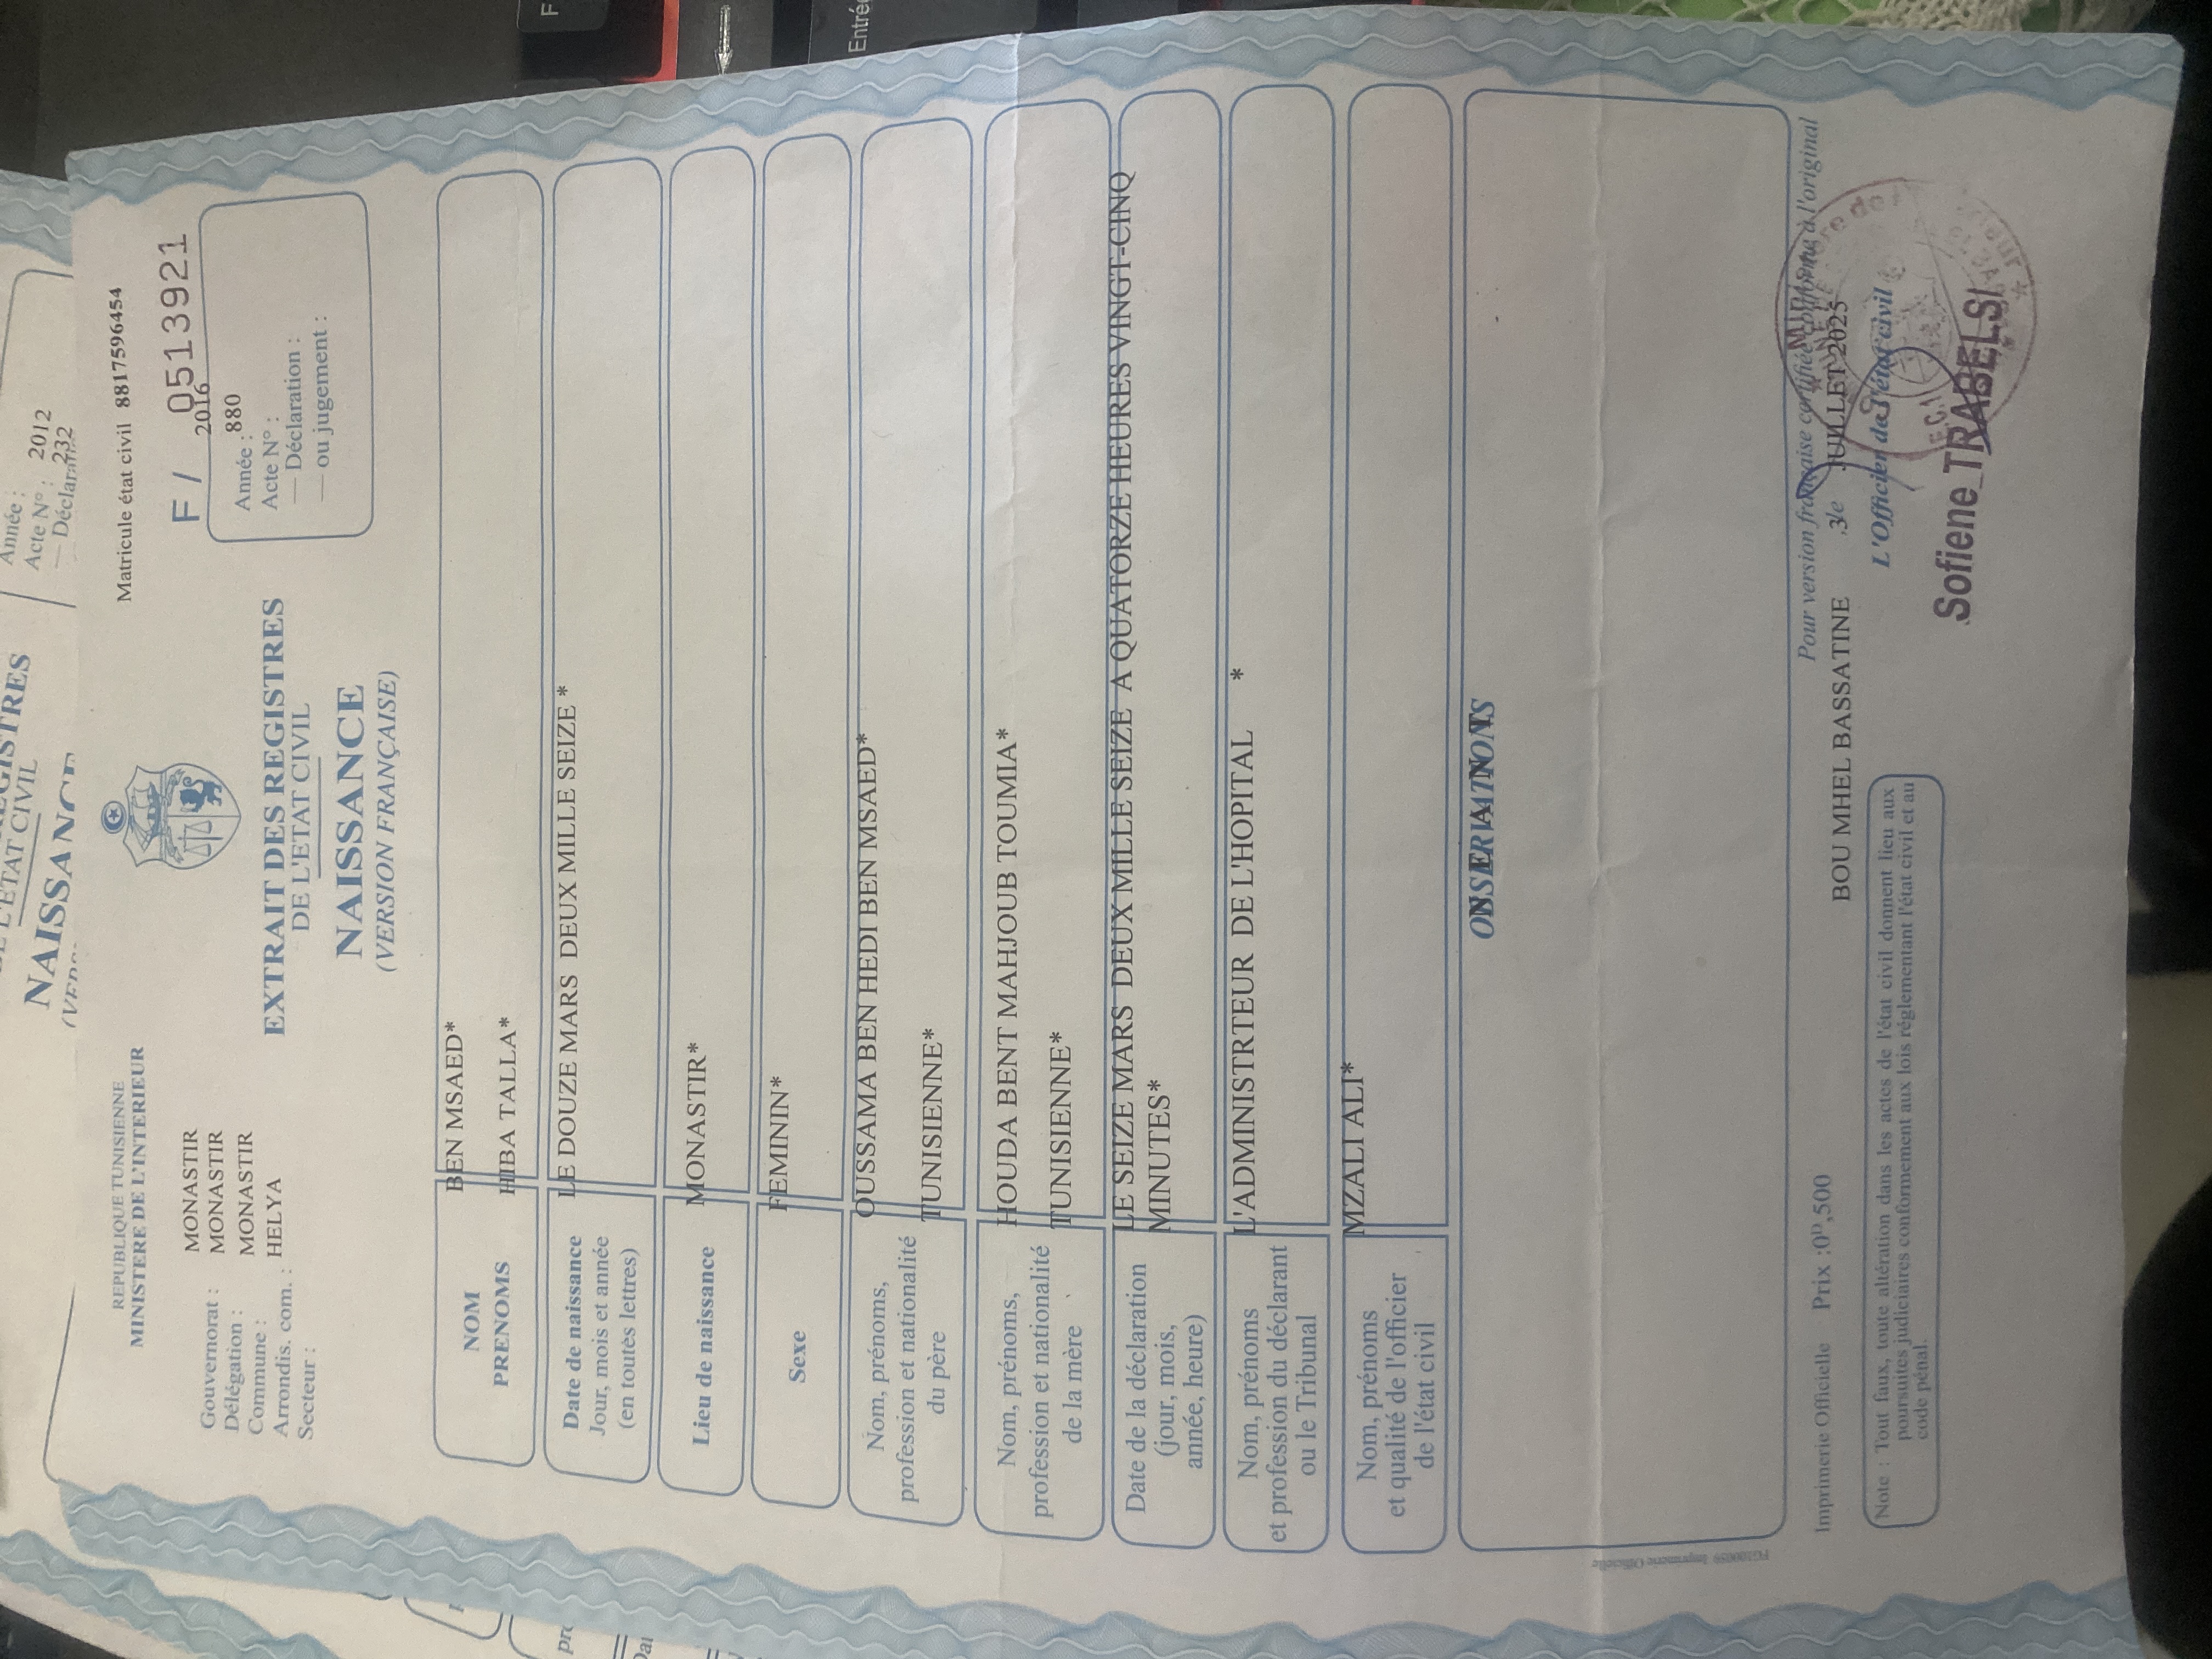 REPUBLIQUE TUNISIENNE
MINISTERE DE L'INTERIEUR
Gouvernorat : MONASTIR
Délégation : MONASTIR
Commune : MONASTIR
Arrondis. com. : HELYA
Secteur :
Matricule état civil 8817596454
F / 0513921
2016
Année : 880
Acte N° :
— Déclaration :
— ou jugement :
EXTRAIT DES REGISTRES
DE L'ETAT CIVIL
NAISSANCE
(VERSION FRANÇAISE)
NOM
PRENOMS
BEN MSAED*
HIBA TALLA*
Date de naissance
Jour, mois et année
(en toutes lettres)
LE DOUZE MARS DEUX MILLE SEIZE *
Lieu de naissance
MONASTIR*
Sexe
FEMININ*
Nom, prénoms,
profession et nationalité
du père
OUSSAMA BEN HEDI BEN MSAED*
TUNISIENNE*
Nom, prénoms,
profession et nationalité
de la mère
HOUDA BENT MAHJOUB TOUMIA*
TUNISIENNE*
Date de la déclaration
(jour, mois,
année, heure)
LE SEIZE MARS DEUX MILLE SEIZE A QUATORZE HEURES VINGT-CINQ
MINUTES*
Nom, prénoms
et profession du déclarant
ou le Tribunal
L'ADMINISTRTEUR DE L'HOPITAL *
Nom, prénoms
et qualité de l'officier
de l'état civil
MZALI ALI*
OBSERVATIONS
Imprimerie Officielle Prix :0ᴰ,500
Pour version française certifiée conforme à l'original
BOU MHEL BASSATINE ,3le JUILLET 2025
L'Officier de l'état civil
Sofiene TRABELSI
Note : Tout faux, toute altération dans les actes de l'état civil donnent lieu aux
poursuites judiciaires conformement aux lois réglementant l'état civil et au
code pénal.
Année : 2012
Acte N° : 232
L'ETAT CIVIL
Entrée
F